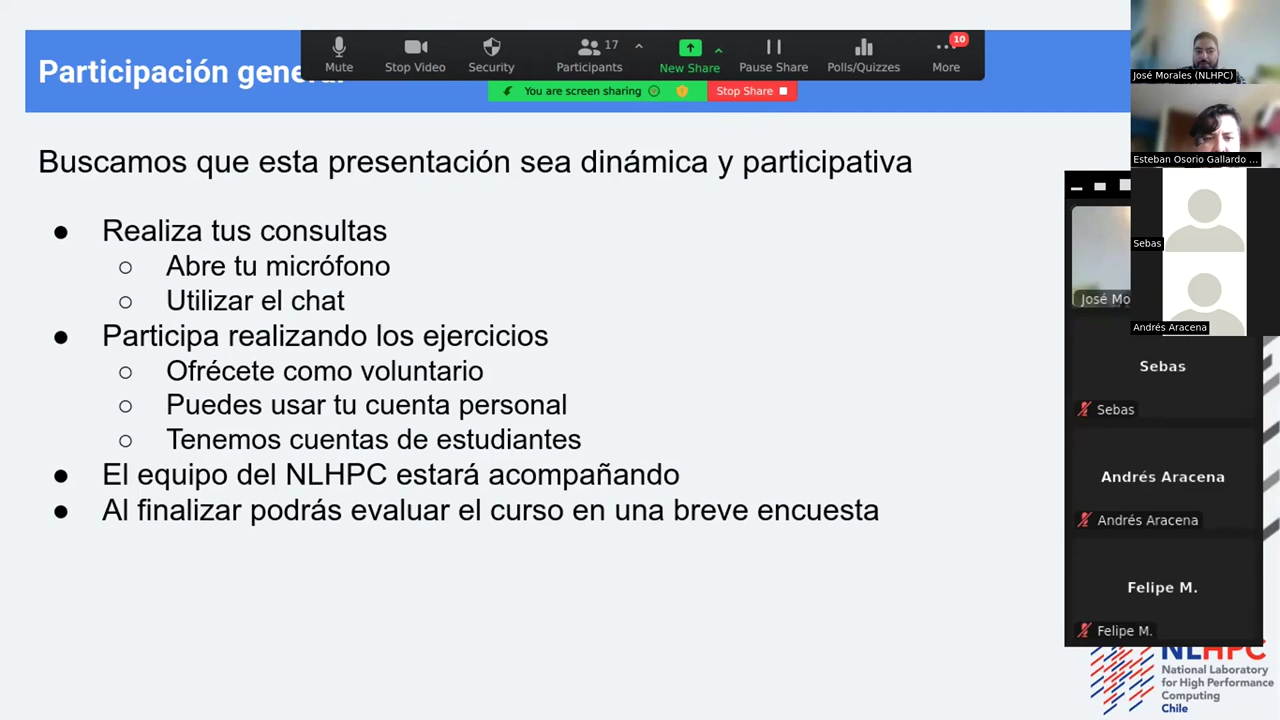 Participación general
Mute
Stop Video
Security
17
Participants
New Share
Pause Share
Polls/Quizzes
10
More
You are screen sharing
Stop Share
Buscamos que esta presentación sea dinámica y participativa
● Realiza tus consultas
○ Abre tu micrófono
○ Utilizar el chat
● Participa realizando los ejercicios
○ Ofrécete como voluntario
○ Puedes usar tu cuenta personal
○ Tenemos cuentas de estudiantes
● El equipo del NLHPC estará acompañando
● Al finalizar podrás evaluar el curso en una breve encuesta
José Morales (NLHPC)
Esteban Osorio Gallardo ...
Sebas
Andrés Aracena
José Mo
Sebas
Sebas
Andrés Aracena
Andrés Aracena
Felipe M.
Felipe M.
NLHPC
National Laboratory
for High Performance
Computing
Chile